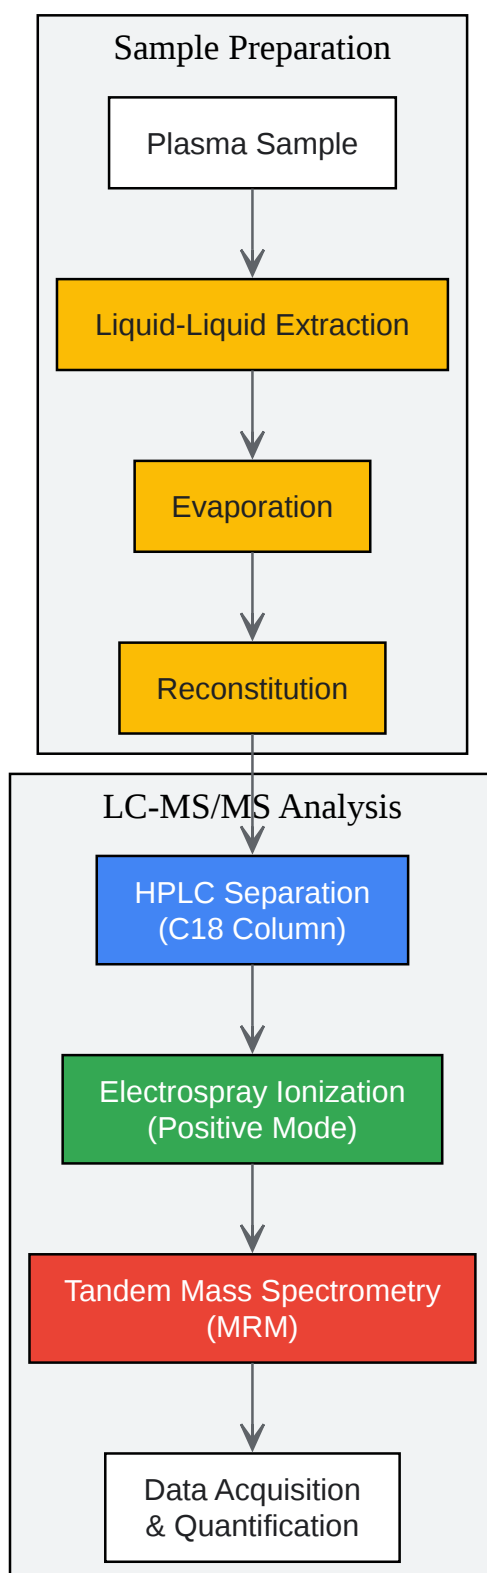 Sample Preparation
Plasma Sample
Liquid-Liquid Extraction
Evaporation
Reconstitution
LC-MS/MS Analysis
HPLC Separation
(C18 Column)
Electrospray Ionization
(Positive Mode)
Tandem Mass Spectrometry
(MRM)
Data Acquisition
& Quantification